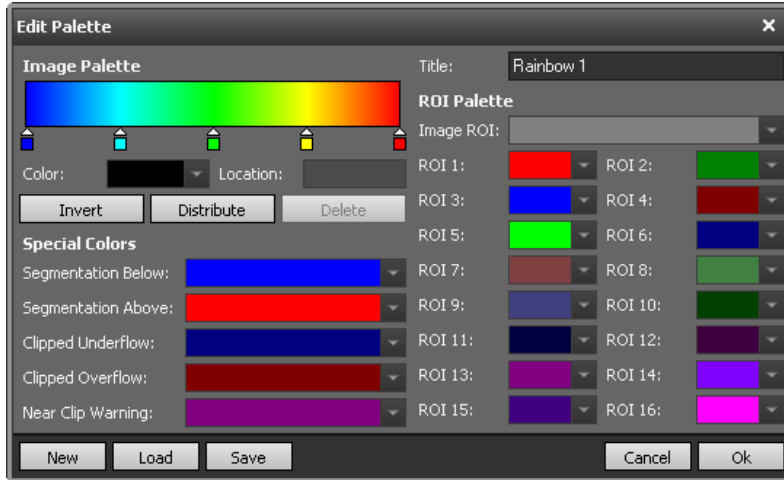 Edit Palette
Image Palette
Color: Location:
Invert Distribute Delete
Special Colors
Segmentation Below:
Segmentation Above:
Clipped Underflow:
Clipped Overflow:
Near Clip Warning:
Title: Rainbow 1
ROI Palette
Image ROI:
ROI 1: ROI 2:
ROI 3: ROI 4:
ROI 5: ROI 6:
ROI 7: ROI 8:
ROI 9: ROI 10:
ROI 11: ROI 12:
ROI 13: ROI 14:
ROI 15: ROI 16:
New Load Save Cancel Ok